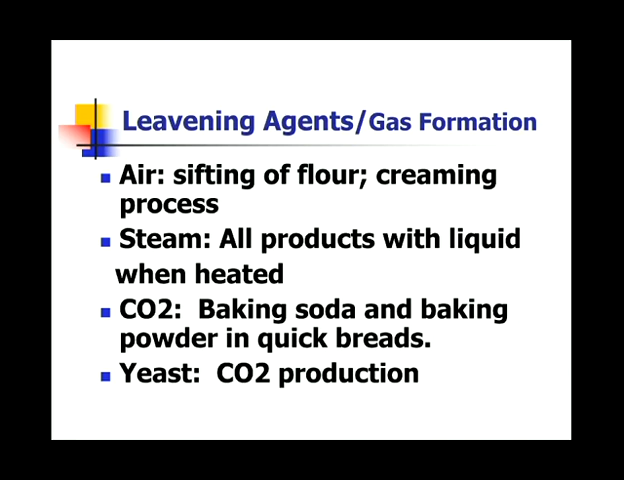 Leavening Agents/Gas Formation
Air: sifting of flour; creaming
process
Steam: All products with liquid
when heated
CO2: Baking soda and baking
powder in quick breads.
Yeast: CO2 production